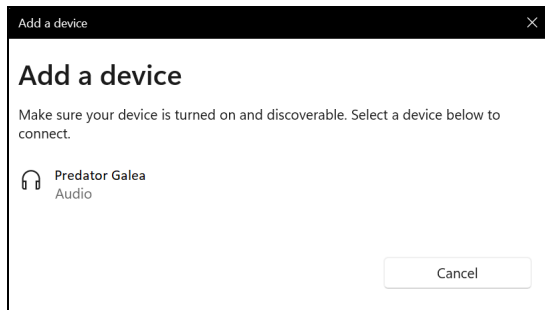 Add a device
Add a device
Make sure your device is turned on and discoverable. Select a device below to
connect.
Predator Galea
Audio
Cancel